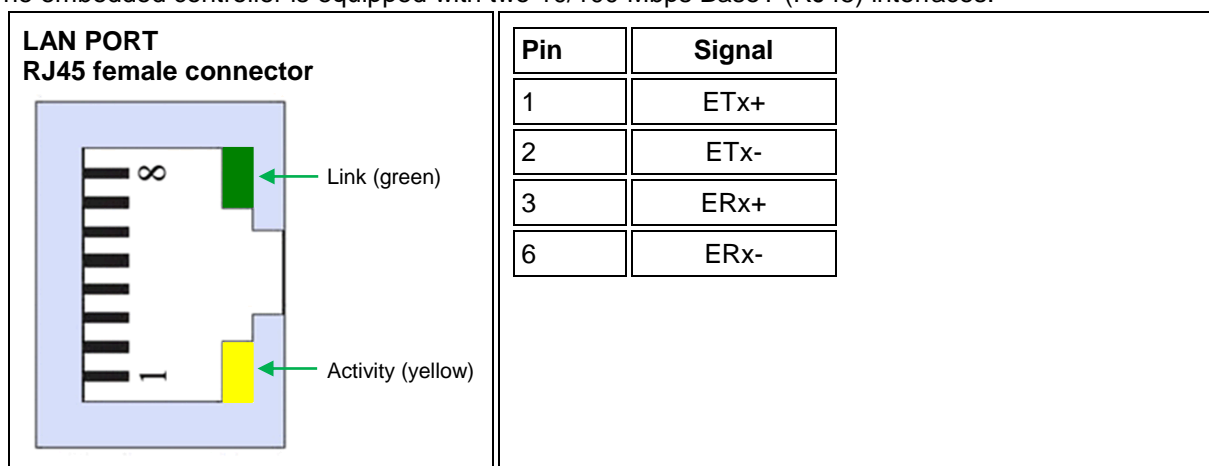 embedded controller is equipped with two 10/100 Mbps BaseT (RJ45) interfaces.
LAN PORT
RJ45 female connector
8
Link (green)
1
Activity (yellow)
Pin Signal
1 ETx+
2 ETx-
3 ERx+
6 ERx-